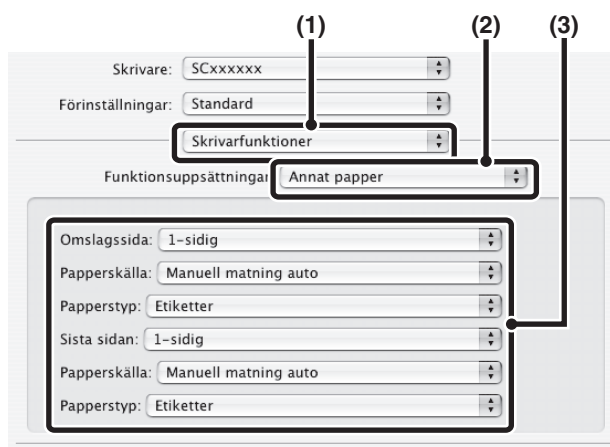 (1) (2) (3)
Skrivare: SCxxxxxx
Förinställningar: Standard
Skrivarfunktioner
Funktionsuppsättningar Annat papper
Omslagssida: 1-sidig
Papperskälla: Manuell matning auto
Papperstyp: Etiketter
Sista sidan: 1-sidig
Papperskälla: Manuell matning auto
Papperstyp: Etiketter